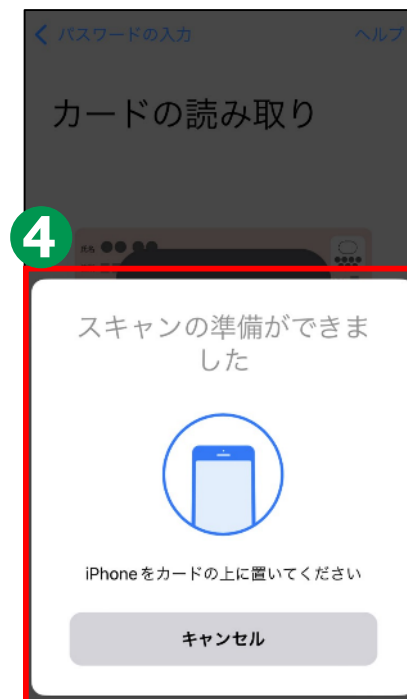 パスワードの入力 ヘルプ
カードの読み取り
4
氏名
スキャンの準備ができま
した
iPhoneをカードの上に置いてください
キャンセル